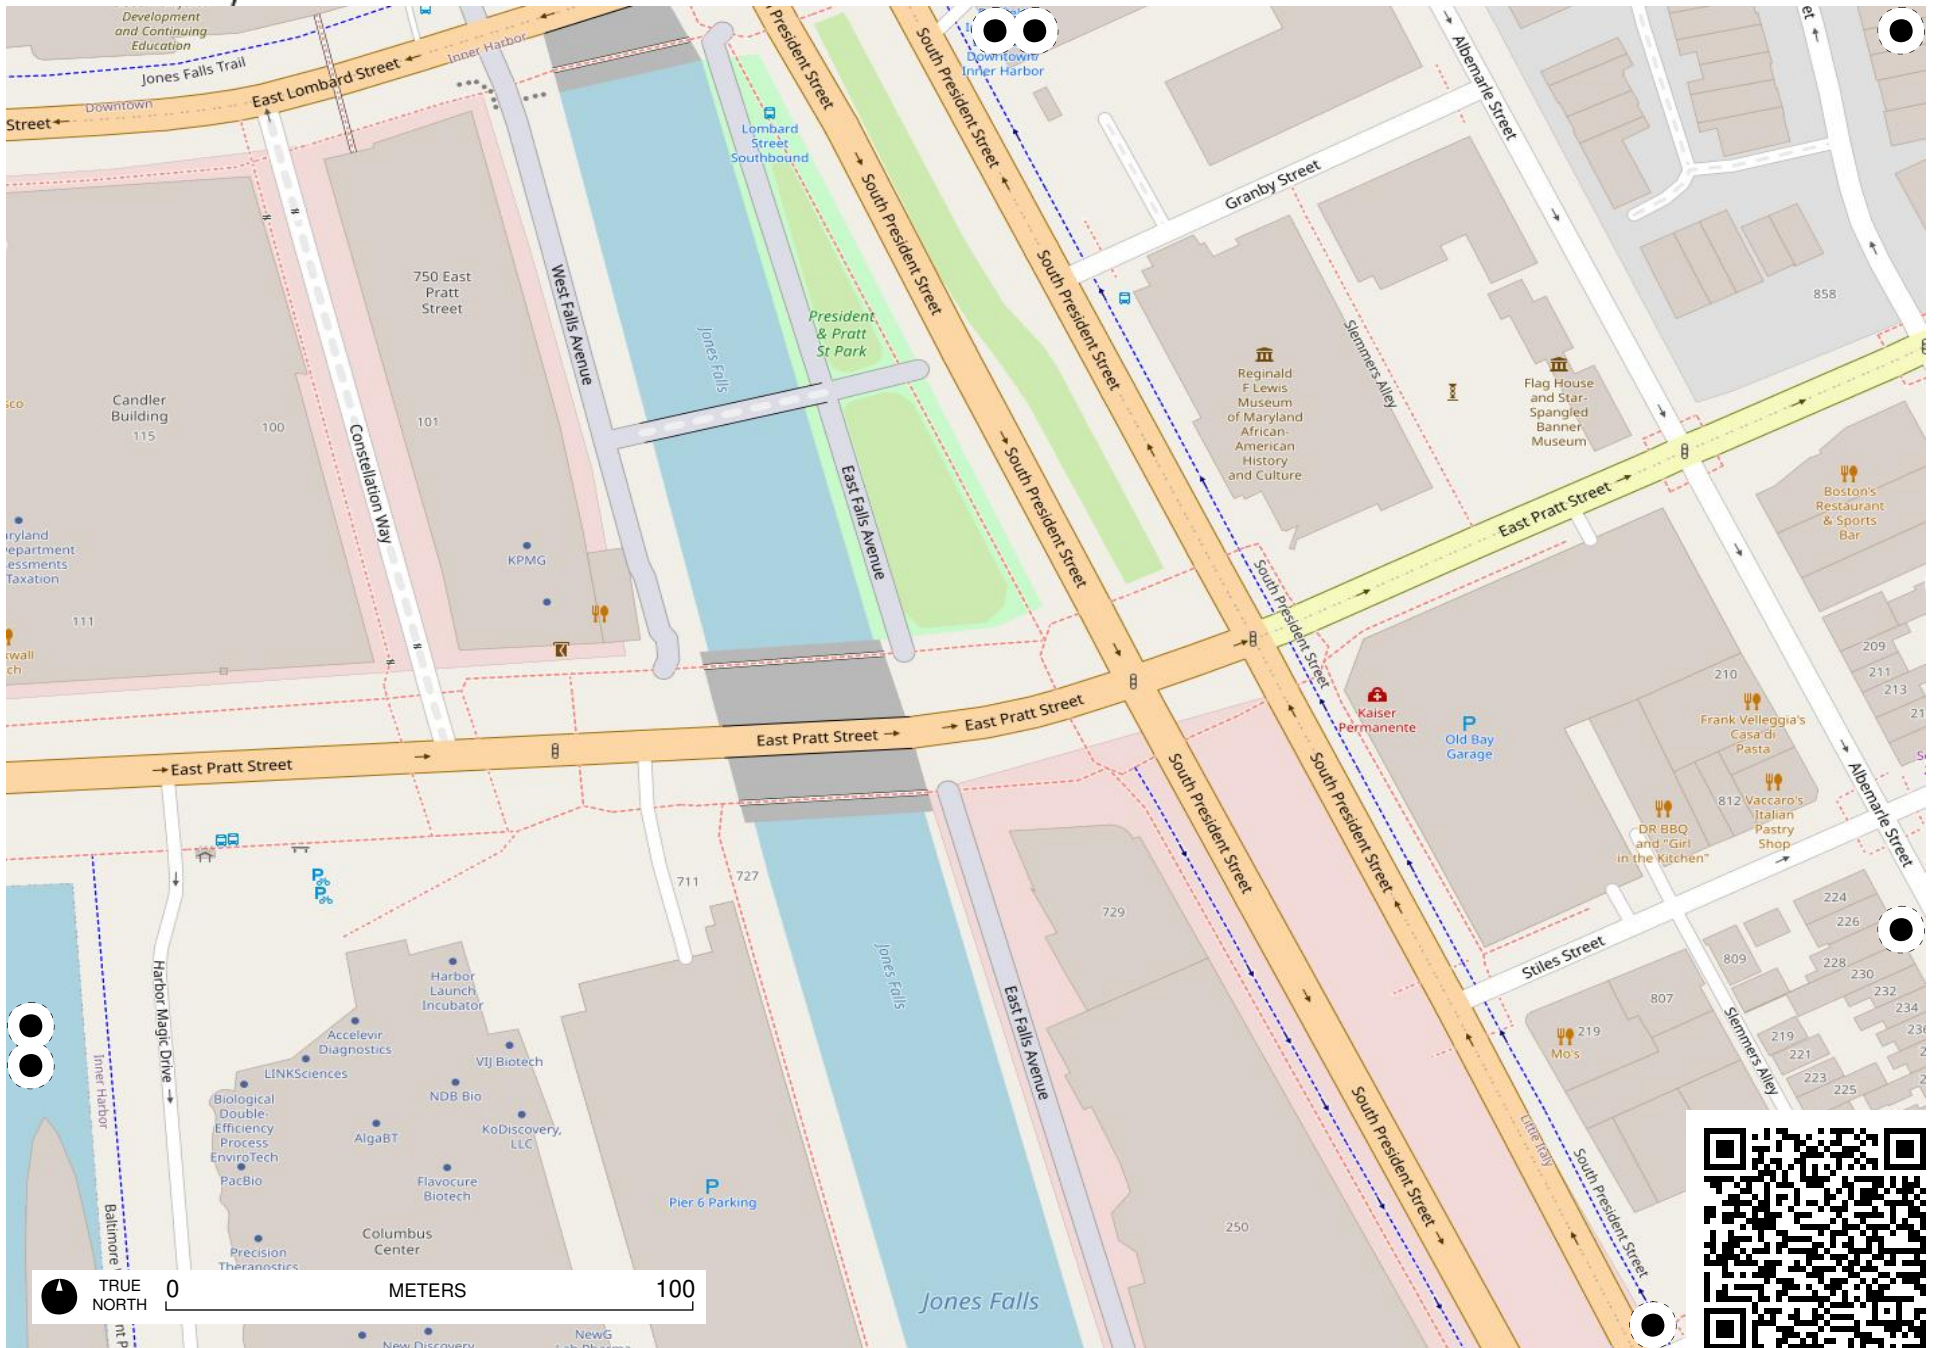 Development
and Continuing
Education
Jones Falls Trail
East Lombard Street
Inner Harbor
Downtown
Street
South President Street
South President Street
Downtown/
Inner Harbor
Albemarle Street
Lombard
Street
Southbound
South President Street
Granby Street
750 East
Pratt
Street
West Falls Avenue
Jones Falls
President
& Pratt
St Park
South President Street
Slemmers Alley
858
Reginald
F Lewis
Museum
of Maryland
African-
American
History
and Culture
Flag House
and Star-
Spangled
Banner
Museum
Candler
Building
115
100
101
Constellation Way
East Falls Avenue
South President Street
East Pratt Street
Boston's
Restaurant
& Sports
Bar
KPMG
Taxation
111
South President Street
209
211
213
210
Kaiser
Permanente
Old Bay
Garage
Frank Velleggia's
Casa di
Pasta
East Pratt Street
East Pratt Street
East Pratt Street
South President Street
South President Street
Albemarle Street
812
Vaccaro's
Italian
Pastry
Shop
DR BBQ
and "Girl
in the Kitchen"
711
727
729
224
226
228
230
232
234
Stiles Street
809
807
Harbor Magic Drive
Harbor
Launch
Incubator
Jones Falls
East Falls Avenue
Accelevir
Diagnostics
LINKSciences
VIJ Biotech
NDB Bio
KoDiscovery,
LLC
Biological
Double-
Efficiency
Process
EnviroTech
AlgaBT
PacBio
Flavocure
Biotech
Inner Harbor
219
Mo's
219
221
223
225
Slemmers Alley
South President Street
Little Italy
South President Street
Pier 6 Parking
Columbus
Center
250
Baltimore
Precision
Theranostics
Jones Falls
TRUE
NORTH
0 METERS 100
New Discovery
NewG